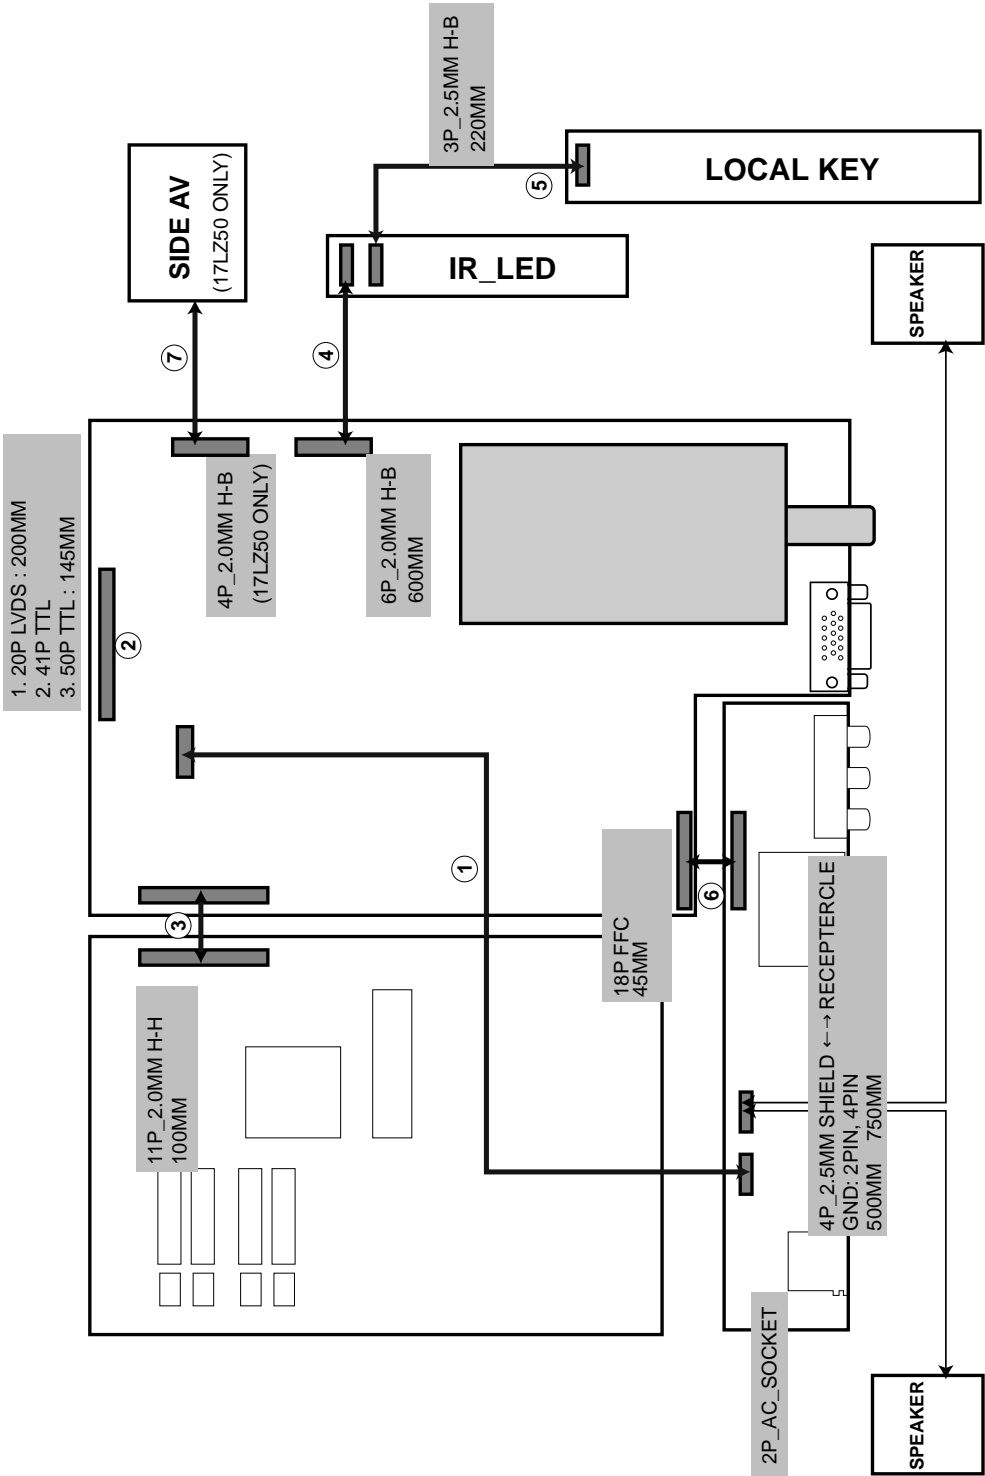 3P_2.5MM H-B
220MM
SIDE AV
(17LZ50 ONLY)
5
LOCAL KEY
IR_LED
SPEAKER
7
4
1. 20P LVDS : 200MM
2. 41P TTL
3. 50P TTL : 145MM
4P_2.0MM H-B
(17LZ50 ONLY)
6P_2.0MM H-B
600MM
2
1
3
6
18P FFC
45MM
11P_2.0MM H-H
100MM
4P_2.5MM SHIELD ←→ RECEPTERCLE
GND: 2PIN, 4PIN
500MM 750MM
2P_AC_SOCKET
SPEAKER